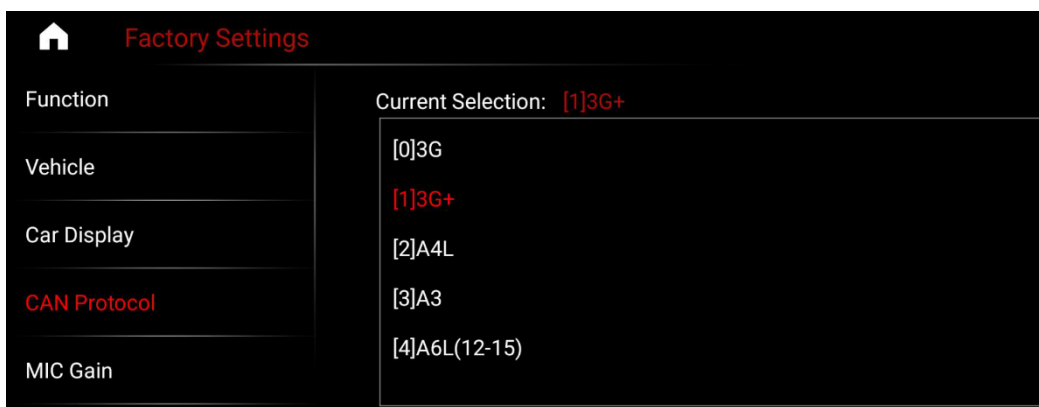 Factory Settings
Function
Vehicle
Car Display
CAN Protocol
MIC Gain
Current Selection: [1]3G+
[0]3G
[1]3G+
[2]A4L
[3]A3
[4]A6L(12-15)